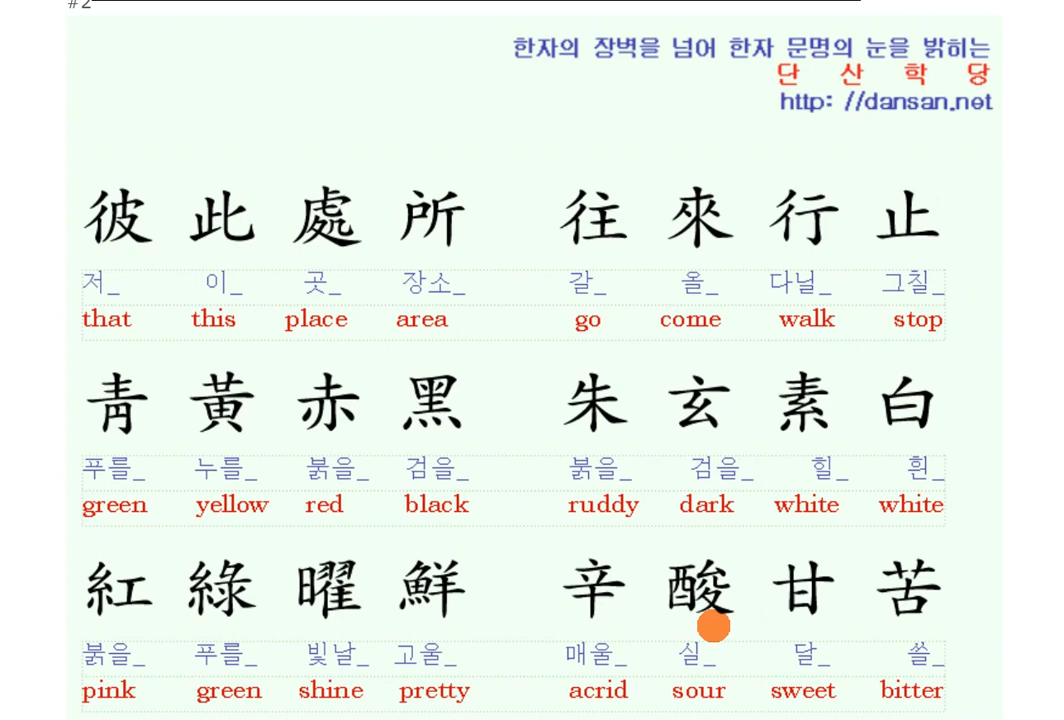 #2
한자의 장벽을 넘어 한자 문명의 눈을 밝히는
단 산 학 당
http: //dansan.net
彼 此 處 所 往 來 行 止
저_ 이_ 곳_ 장소_ 갈_ 올_ 다닐_ 그칠_
that this place area go come walk stop
靑 黃 赤 黑 朱 玄 素 白
푸를_ 누를_ 붉을_ 검을_ 붉을_ 검을_ 힐_ 흰_
green yellow red black ruddy dark white white
紅 綠 曜 鮮 辛 酸 甘 苦
붉을_ 푸를_ 빛날_ 고울_ 매울_ 실_ 달_ 쓸_
pink green shine pretty acrid sour sweet bitter